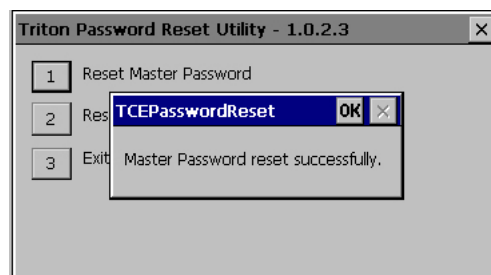 Triton Password Reset Utility - 1.0.2.3
1 Reset Master Password
2 Res
TCEPasswordReset OK
3 Exit
Master Password reset successfully.